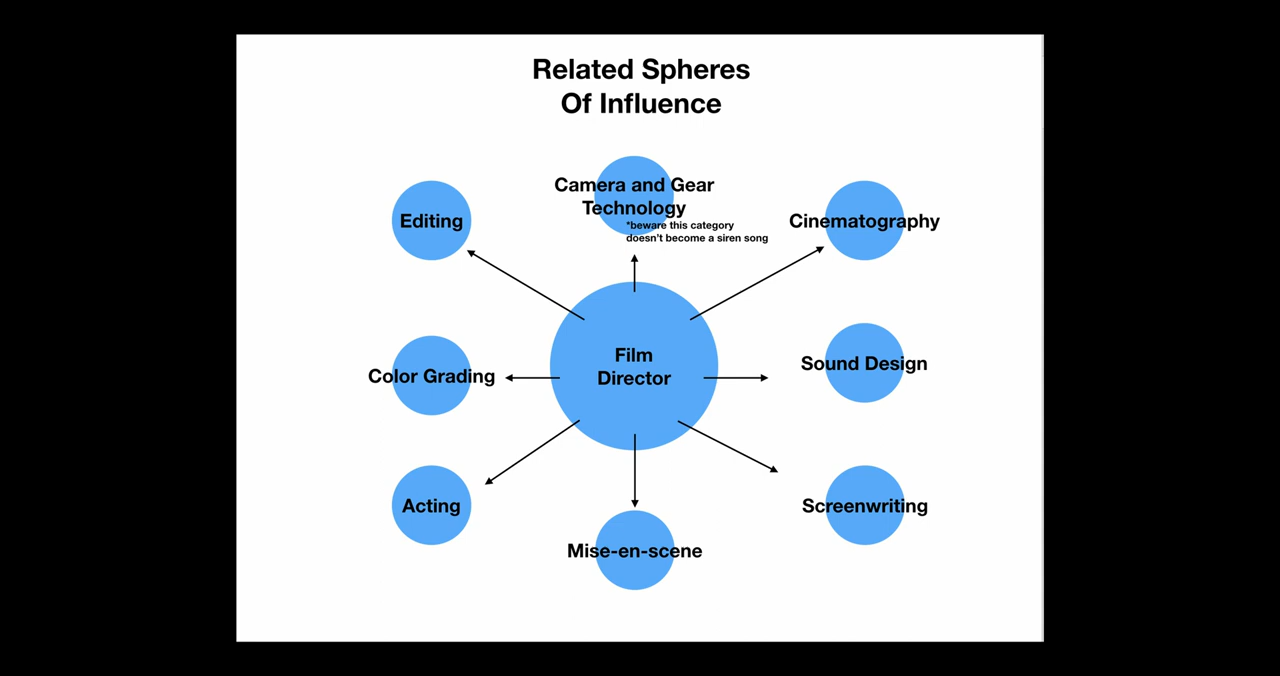 Related Spheres
Of Influence
Camera and Gear
Technology
*beware this category
doesn't become a siren song
Editing
Cinematography
Film
Director
Color Grading
Sound Design
Acting
Screenwriting
Mise-en-scene